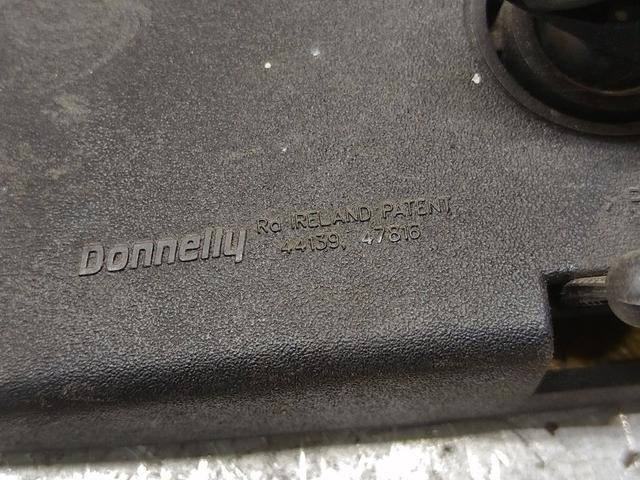 Donnelly
Rd IRELAND PATENT
44139, 47816